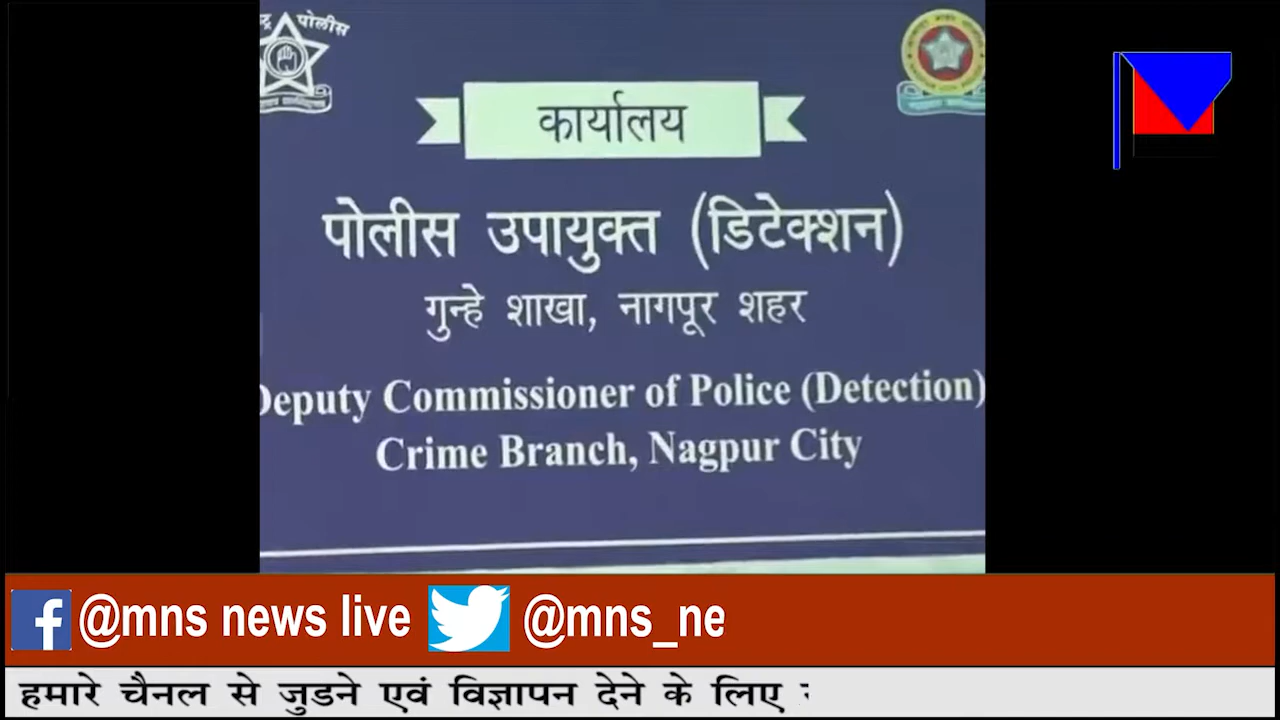 पोलीस
कार्यालय
पोलीस उपायुक्त (डिटेक्शन)
गुन्हे शाखा, नागपूर शहर
Deputy Commissioner of Police (Detection)
Crime Branch, Nagpur City
@mns news live @mns_ne
हमारे चैनल से जुडने एवं विज्ञापन देने के लिए